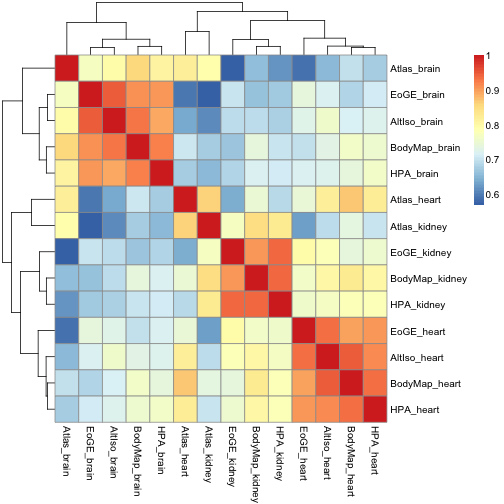 Atlas_brain
EoGE_brain
AltIso_brain
BodyMap_brain
HPA_brain
Atlas_heart
Atlas_kidney
EoGE_kidney
BodyMap_kidney
HPA_kidney
EoGE_heart
AltIso_heart
BodyMap_heart
HPA_heart
1
0.9
0.8
0.7
0.6
Atlas_brain
EoGE_brain
AltIso_brain
BodyMap_brain
HPA_brain
Atlas_heart
Atlas_kidney
EoGE_kidney
BodyMap_kidney
HPA_kidney
EoGE_heart
AltIso_heart
BodyMap_heart
HPA_heart